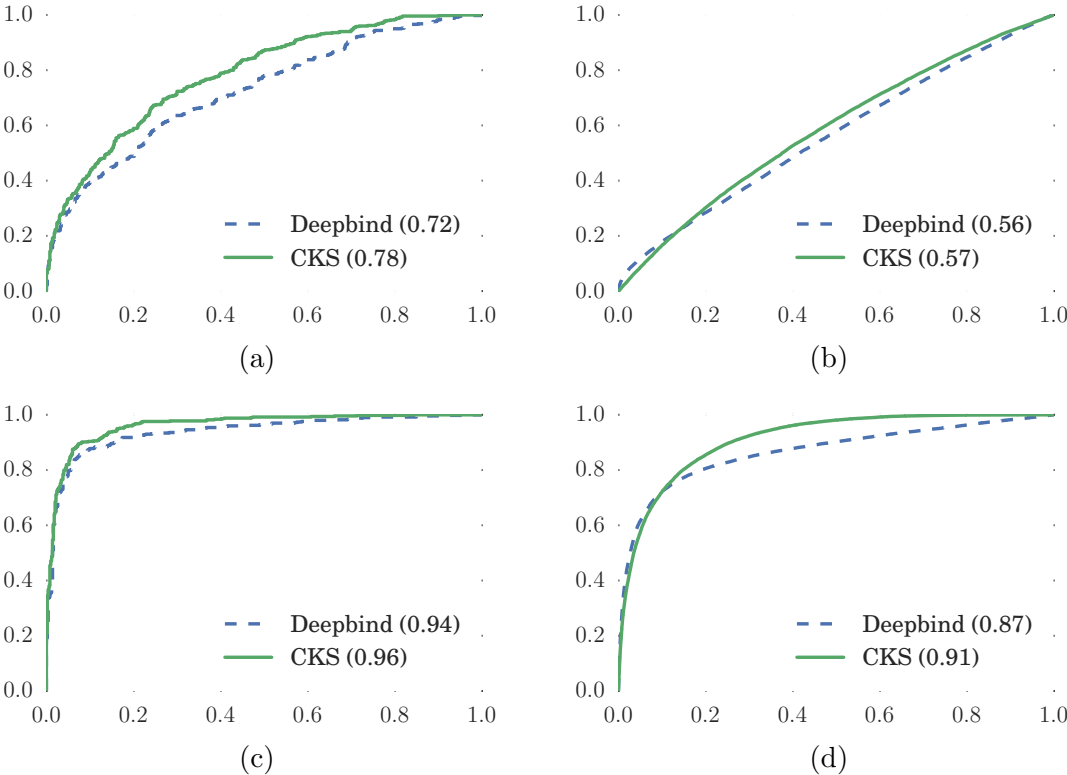 1.0
0.8
0.6
0.4
0.2
0.0
Deepbind (0.72)
CKS (0.78)
0.0 0.2 0.4 0.6 0.8 1.0
(a)
1.0
0.8
0.6
0.4
0.2
0.0
Deepbind (0.56)
CKS (0.57)
0.0 0.2 0.4 0.6 0.8 1.0
(b)
1.0
0.8
0.6
0.4
0.2
0.0
Deepbind (0.94)
CKS (0.96)
0.0 0.2 0.4 0.6 0.8 1.0
(c)
1.0
0.8
0.6
0.4
0.2
0.0
Deepbind (0.87)
CKS (0.91)
0.0 0.2 0.4 0.6 0.8 1.0
(d)